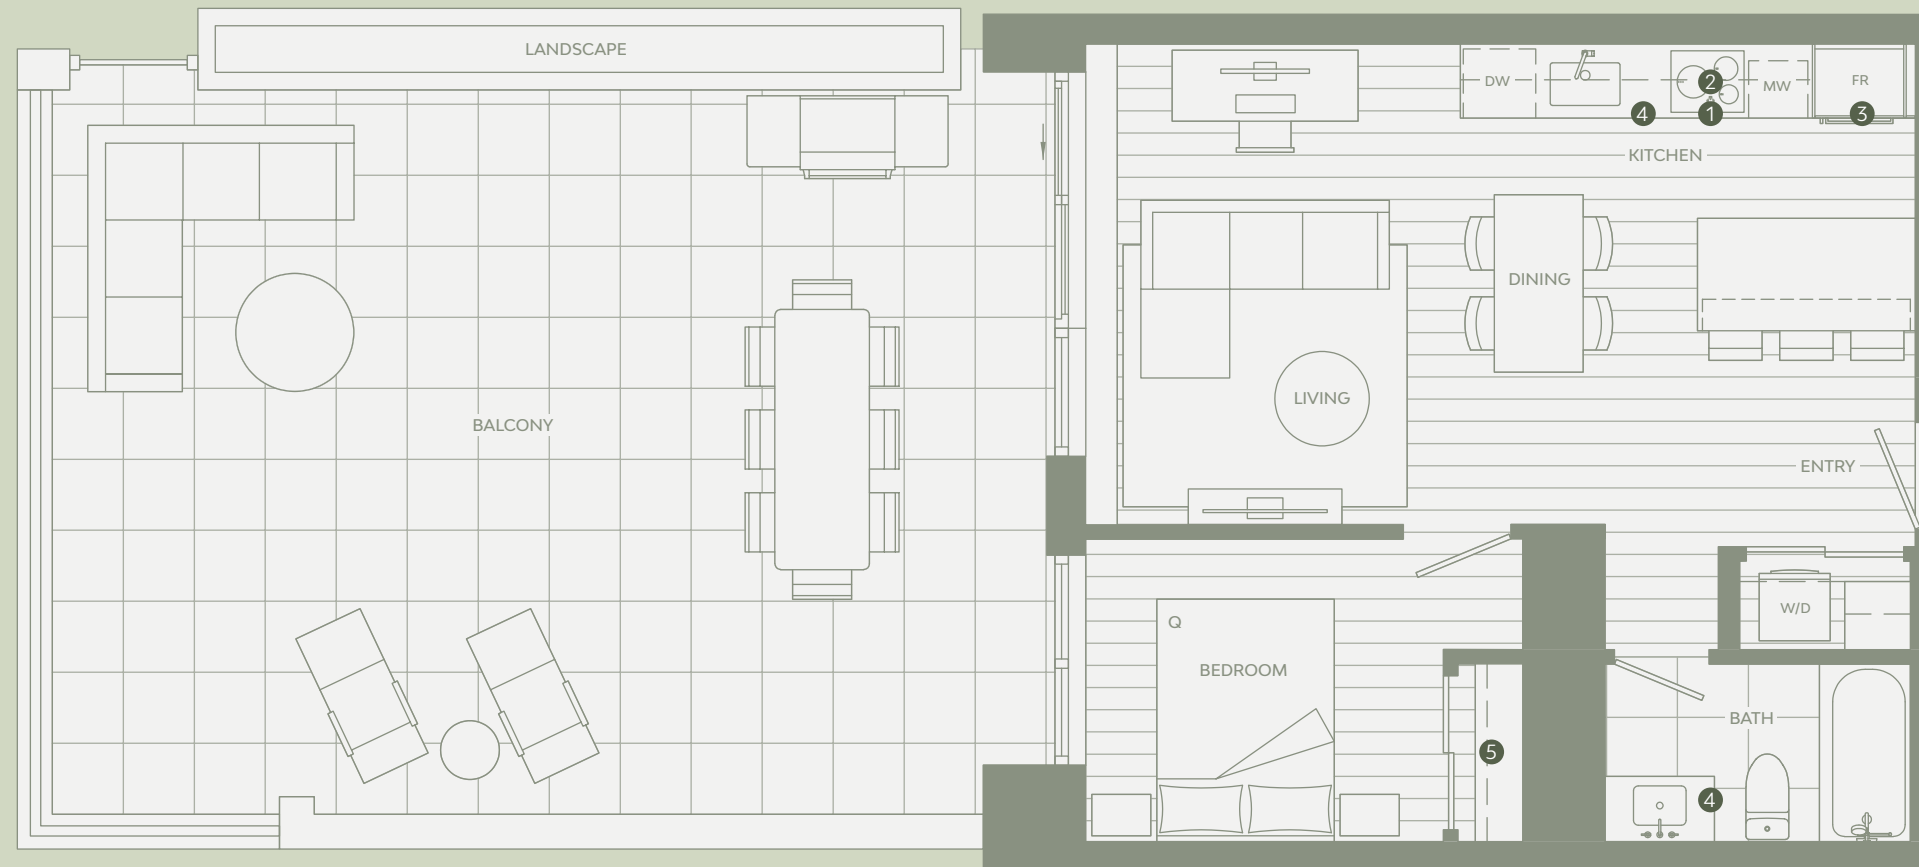 LANDSCAPE
DW
2
MW
FR
4
1
3
KITCHEN
DINING
LIVING
BALCONY
ENTRY
W/D
Q
BEDROOM
BATH
5
4